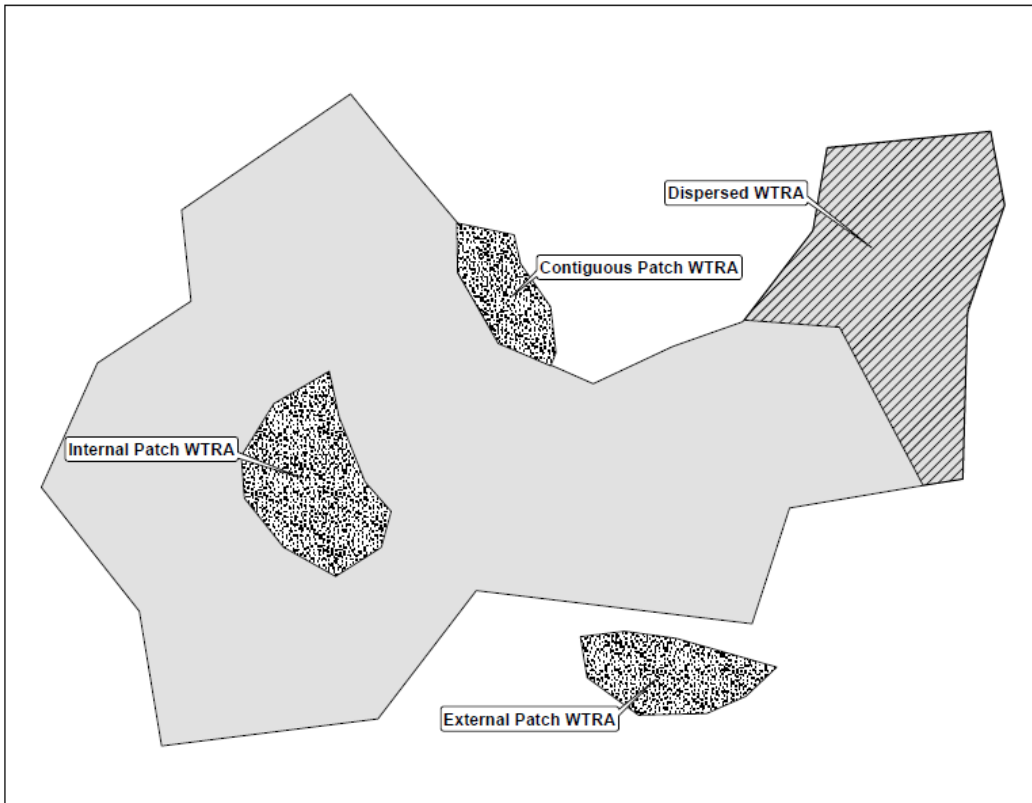 Dispersed WTRA
Contiguous Patch WTRA
Internal Patch WTRA
External Patch WTRA